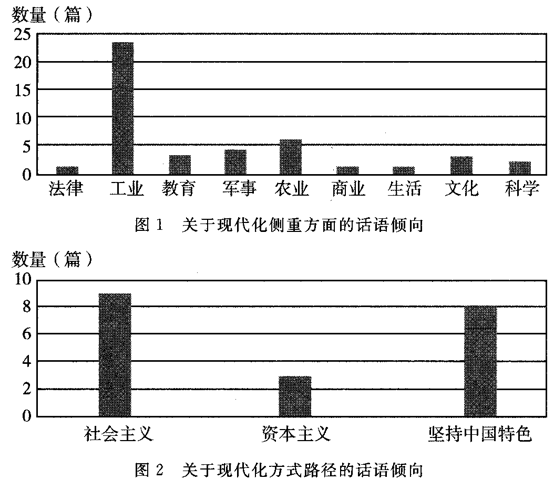 数量（篇）
25
20
15
10
5
0
法律 工业 教育 军事 农业 商业 生活 文化 科学
图1 关于现代化侧重方面的话语倾向
数量（篇）
10
8
6
4
2
0
社会主义 资本主义 坚持中国特色
图2 关于现代化方式路径的话语倾向